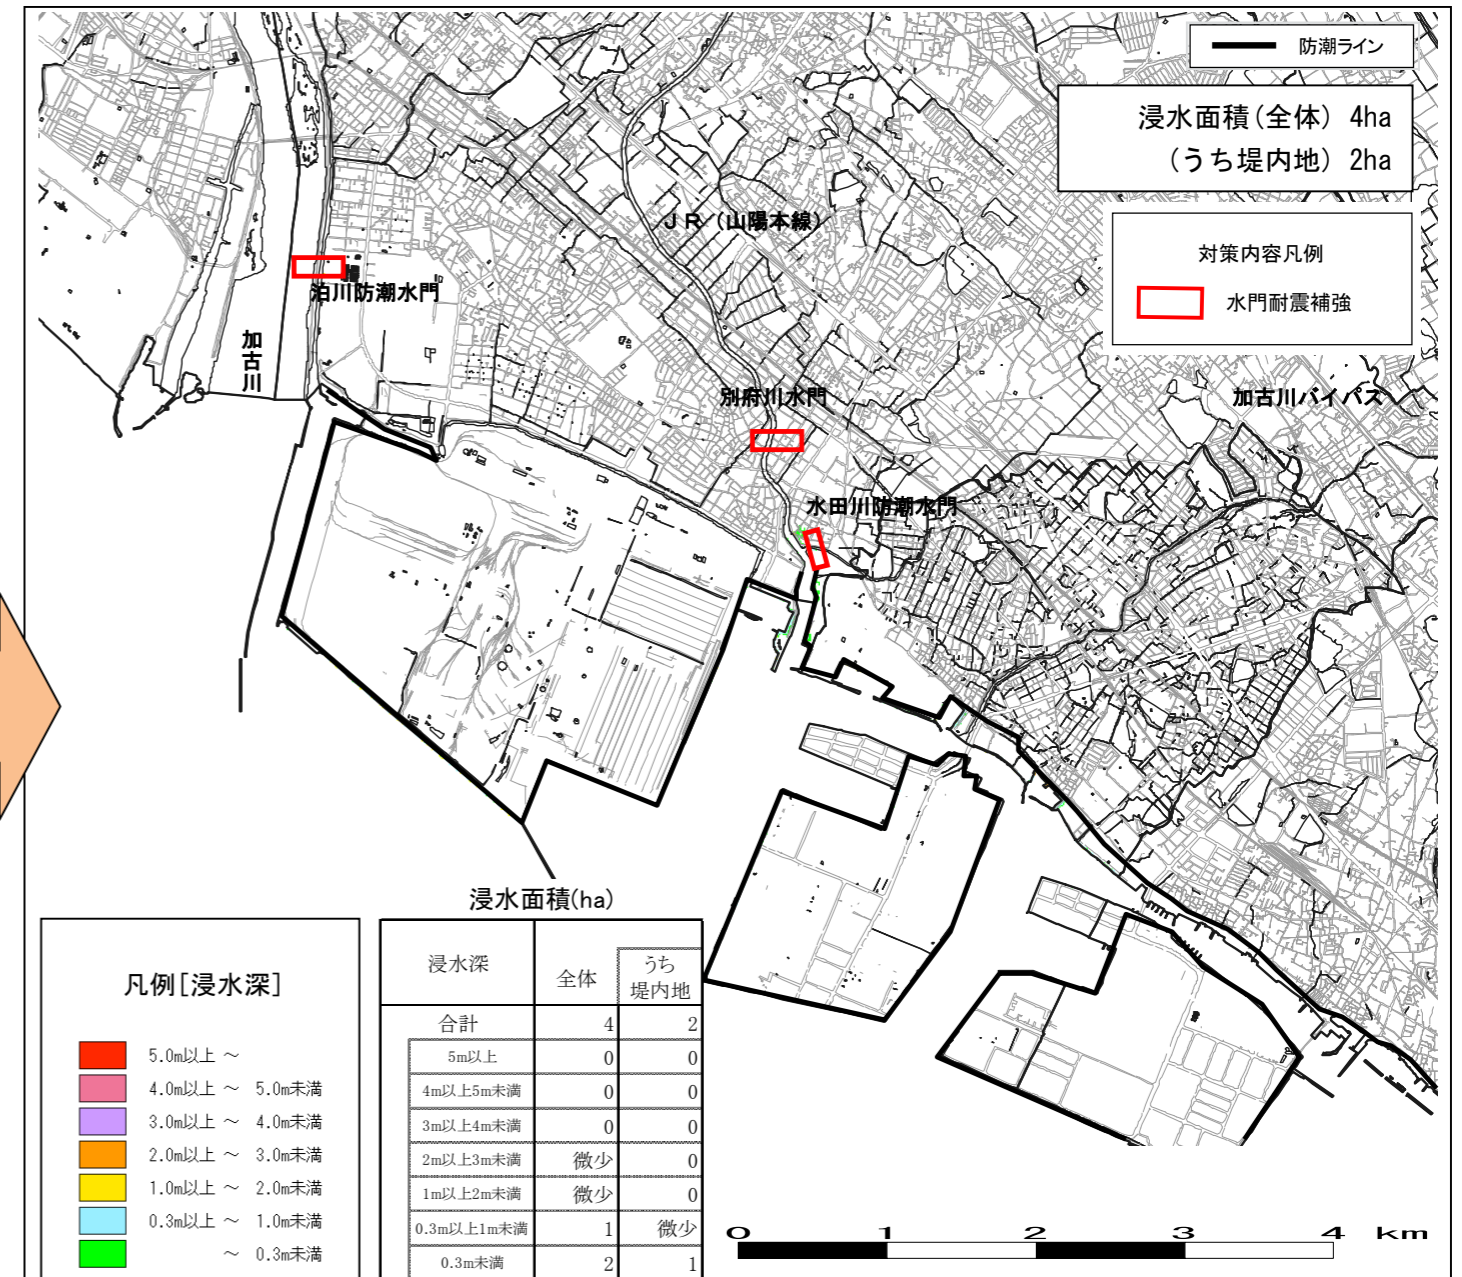 防潮ライン
浸水面積(全体) 4ha
(うち堤内地) 2ha
対策内容凡例
水門耐震補強
JR(山陽本線)
泊川防潮水門
加古川
別府川水門
加古川バイパス
水田川防潮水門
凡例[浸水深]
5.0m以上 ～
4.0m以上 ～ 5.0m未満
3.0m以上 ～ 4.0m未満
2.0m以上 ～ 3.0m未満
1.0m以上 ～ 2.0m未満
0.3m以上 ～ 1.0m未満
～ 0.3m未満
浸水面積(ha)
浸水深 全体 うち堤内地
合計 4 2
5m以上 0 0
4m以上5m未満 0 0
3m以上4m未満 0 0
2m以上3m未満 微少 0
1m以上2m未満 微少 0
0.3m以上1m未満 1 微少
0.3m未満 2 1
0 1 2 3 4 km